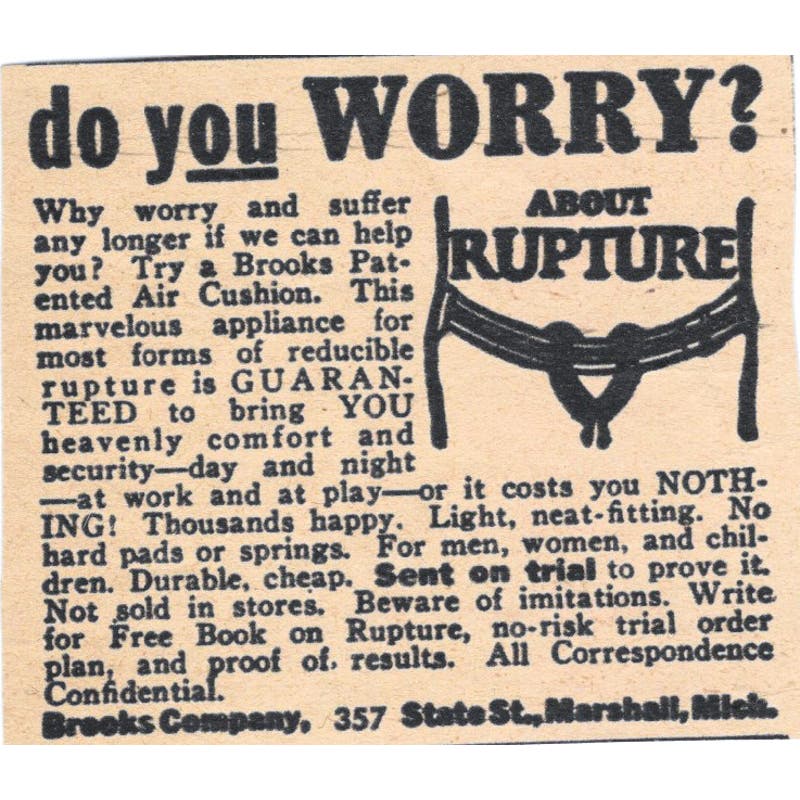 do you WORRY?
Why worry and suffer
any longer if we can help
you? Try a Brooks Pat-
ented Air Cushion. This
marvelous appliance for
most forms of reducible
rupture is GUARAN-
TEED to bring YOU
heavenly comfort and
security—day and night
ABOUT
RUPTURE
—at work and at play—or it costs you NOTH-
ING! Thousands happy. Light, neat-fitting. No
hard pads or springs. For men, women, and chil-
dren. Durable, cheap. Sent on trial to prove it.
Not sold in stores. Beware of imitations. Write
for Free Book on Rupture, no-risk trial order
plan, and proof of results. All Correspondence
Confidential.
Brooks Company, 357 State St., Marshall, Mich.